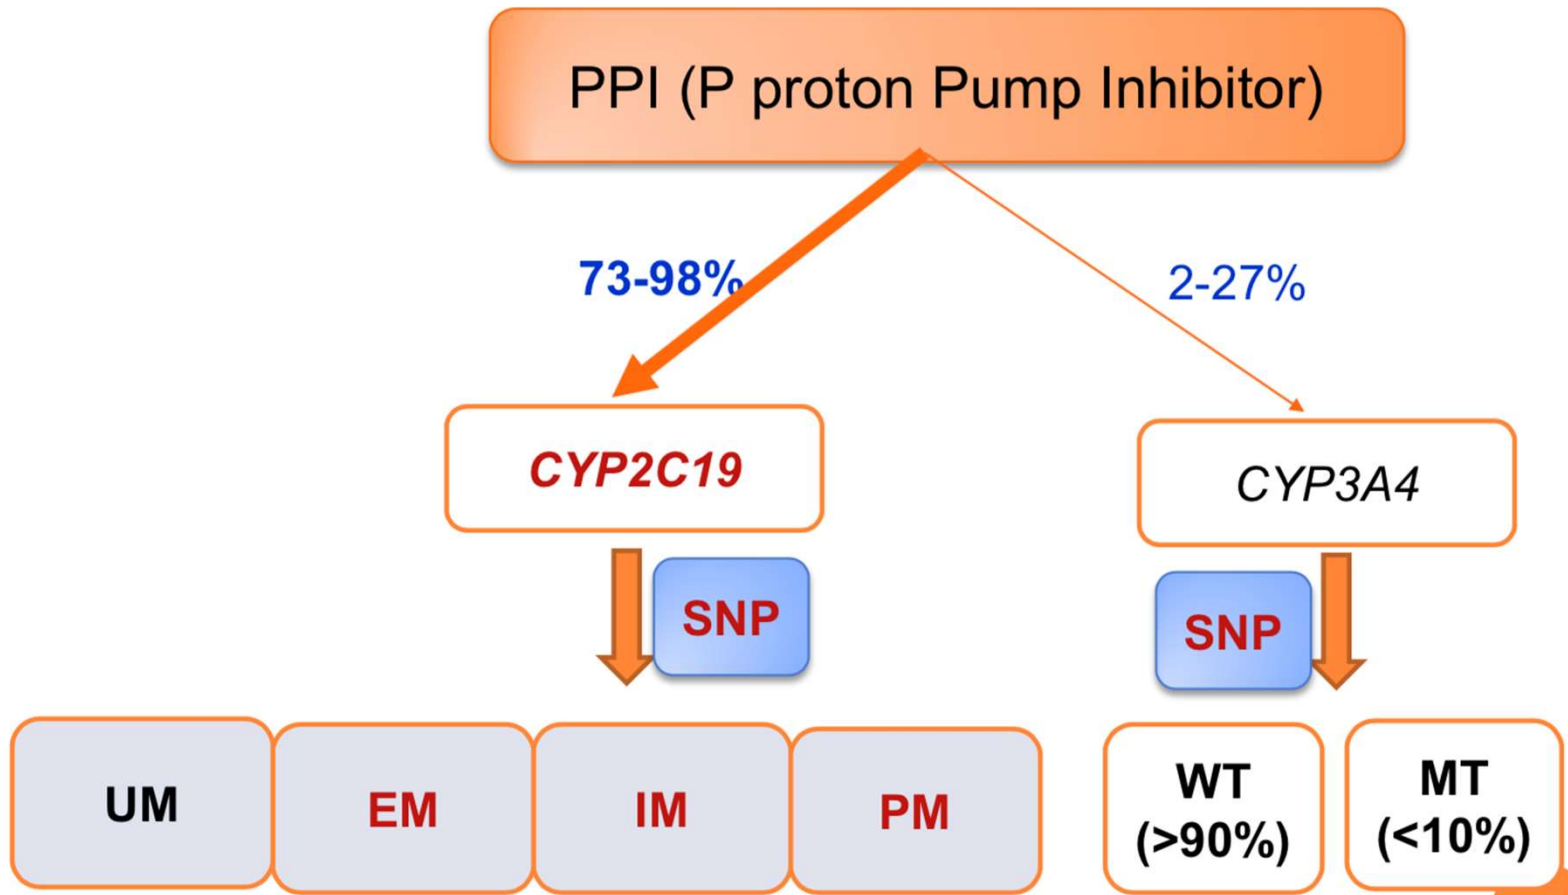 PPI (P proton Pump Inhibitor)
73-98%
2-27%
CYP2C19
CYP3A4
SNP
SNP
UM
EM
IM
PM
WT
(>90%)
MT
(<10%)